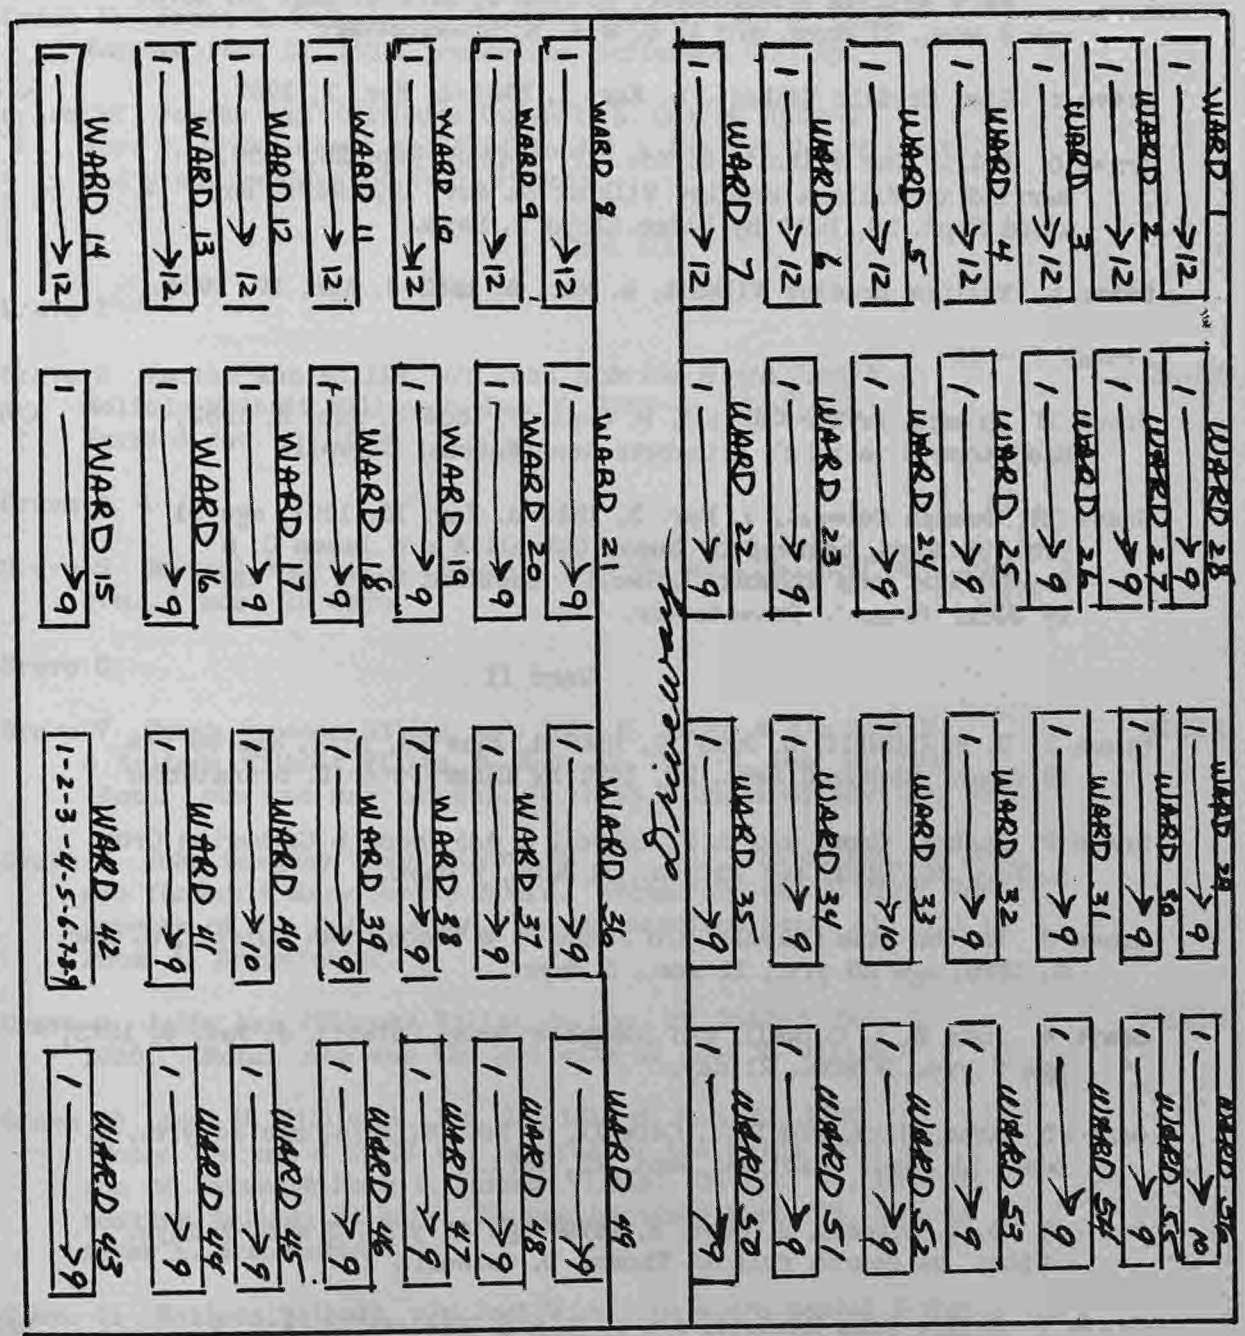 WARD 1 WARD 28 WARD 29 WARD 56
1 → 12 1 → 9 1 → 9 1 → 10
WARD 2 WARD 27 WARD 30 WARD 55
1 → 12 1 → 9 1 → 9 1 → 9
WARD 3 WARD 26 WARD 31 WARD 54
1 → 12 1 → 9 1 → 9 1 → 9
WARD 4 WARD 25 WARD 32 WARD 53
1 → 12 1 → 9 1 → 9 1 → 9
WARD 5 WARD 24 WARD 33 WARD 52
1 → 12 1 → 9 1 → 10 1 → 9
WARD 6 WARD 23 WARD 34 WARD 51
1 → 12 1 → 9 1 → 9 1 → 9
WARD 7 WARD 22 WARD 35 WARD 50
1 → 12 1 → 9 1 → 9 1 → 9
Driveway
WARD 8 WARD 21 WARD 36 WARD 49
1 → 12 1 → 9 1 → 9 1 → 9
WARD 9 WARD 20 WARD 37 WARD 48
1 → 12 1 → 9 1 → 9 1 → 9
WARD 10 WARD 19 WARD 38 WARD 47
1 → 12 1 → 9 1 → 9 1 → 9
WARD 11 WARD 18 WARD 39 WARD 46
1 → 12 1 → 9 1 → 9 1 → 9
WARD 12 WARD 17 WARD 40 WARD 45
1 → 12 1 → 9 1 → 10 1 → 9
WARD 13 WARD 16 WARD 41 WARD 44
1 → 12 1 → 9 1 → 9 1 → 9
WARD 14 WARD 15 WARD 42 WARD 43
1 → 12 1 → 9 1-2-3-4-5-6-7-8-9 1 → 9